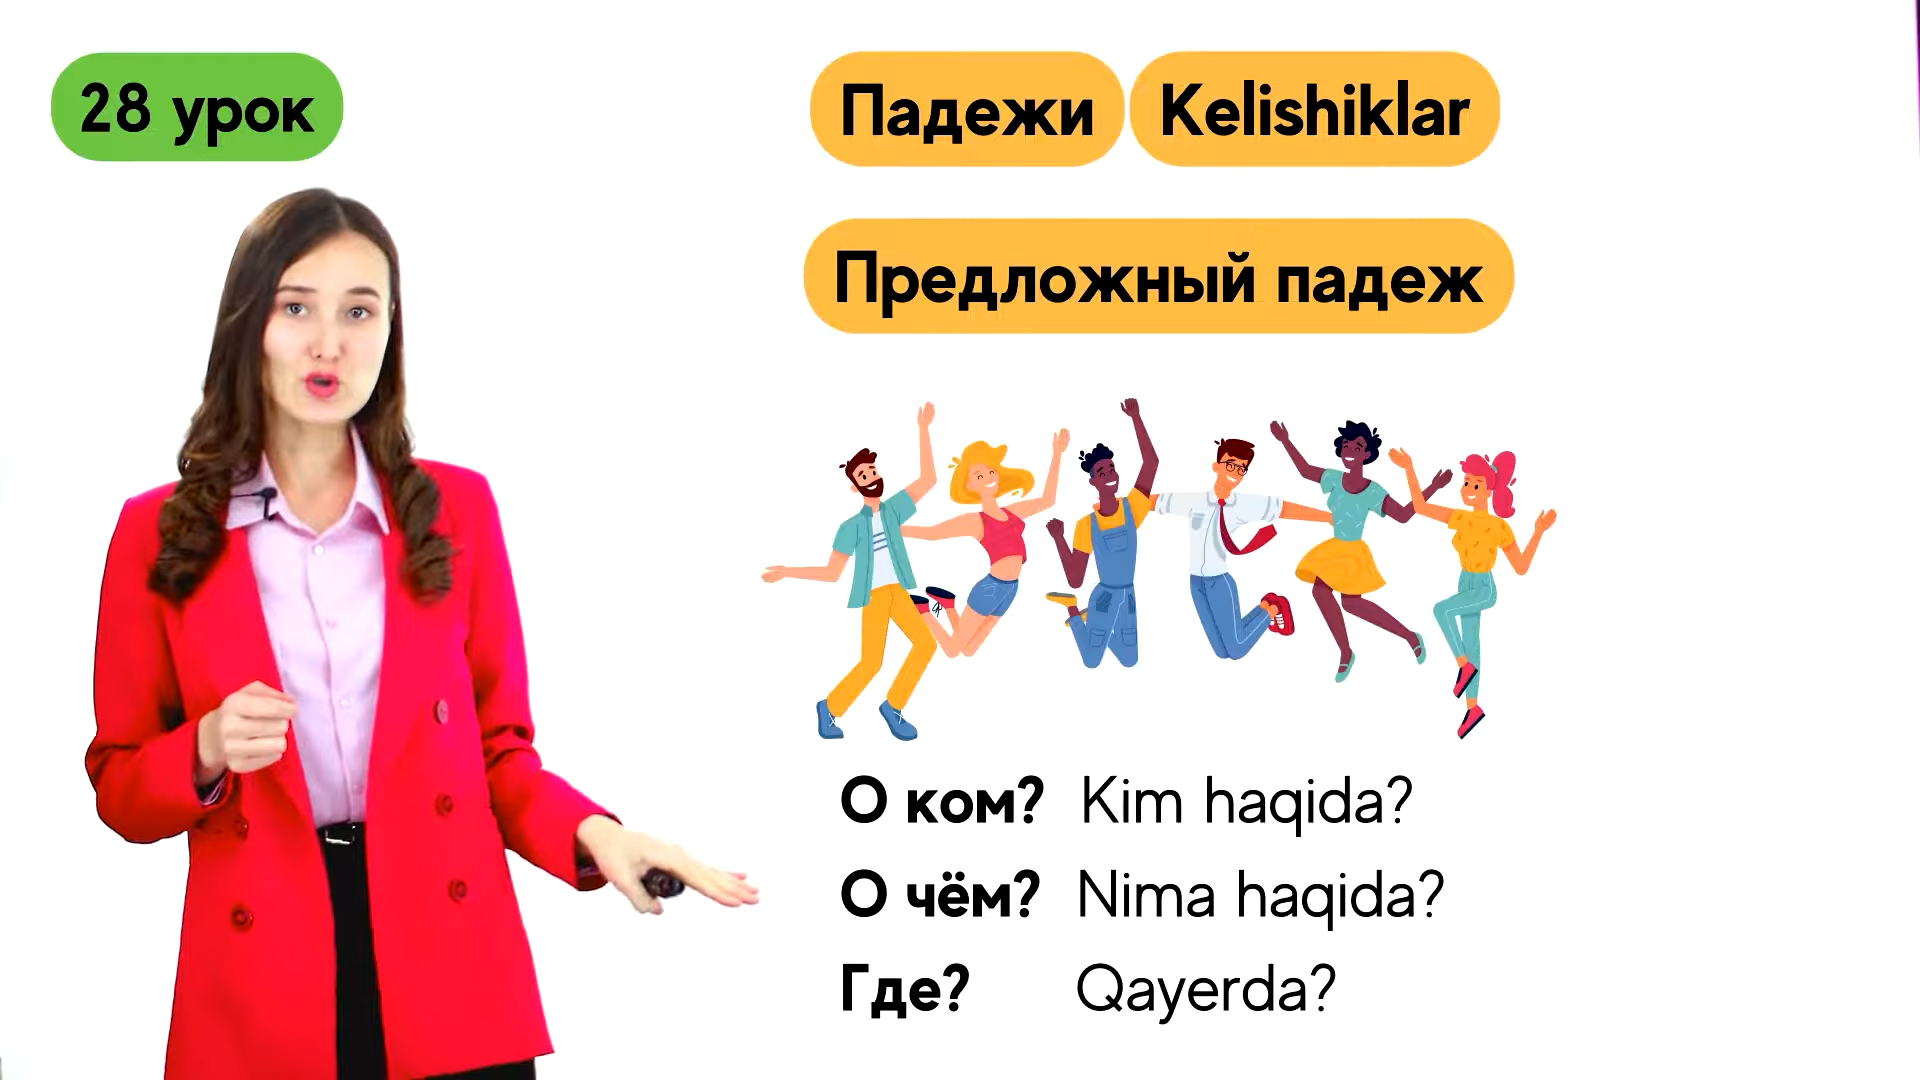 28 урок
Падежи Kelishiklar
Предложный падеж
О ком? Kim haqida?
О чём? Nima haqida?
Где? Qayerda?